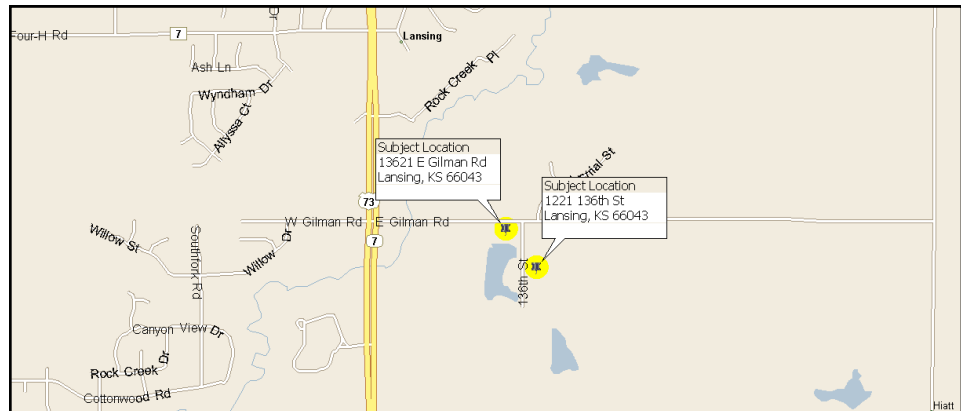 Dr
Four-H Rd
7
Lansing
Ash Ln
Wyndham Dr
Allyssa Ct
Rock Creek Pl
Subject Location
13621 E Gilman Rd
Lansing, KS 66043
Subject Location
1221 136th St
Lansing, KS 66043
St
73
W Gilman Rd
E Gilman Rd
7
Willow St
Willow Dr
Southfork Rd
136th St
Canyon View Dr
Rock Creek Dr
Cottonwood Rd
Hiatt